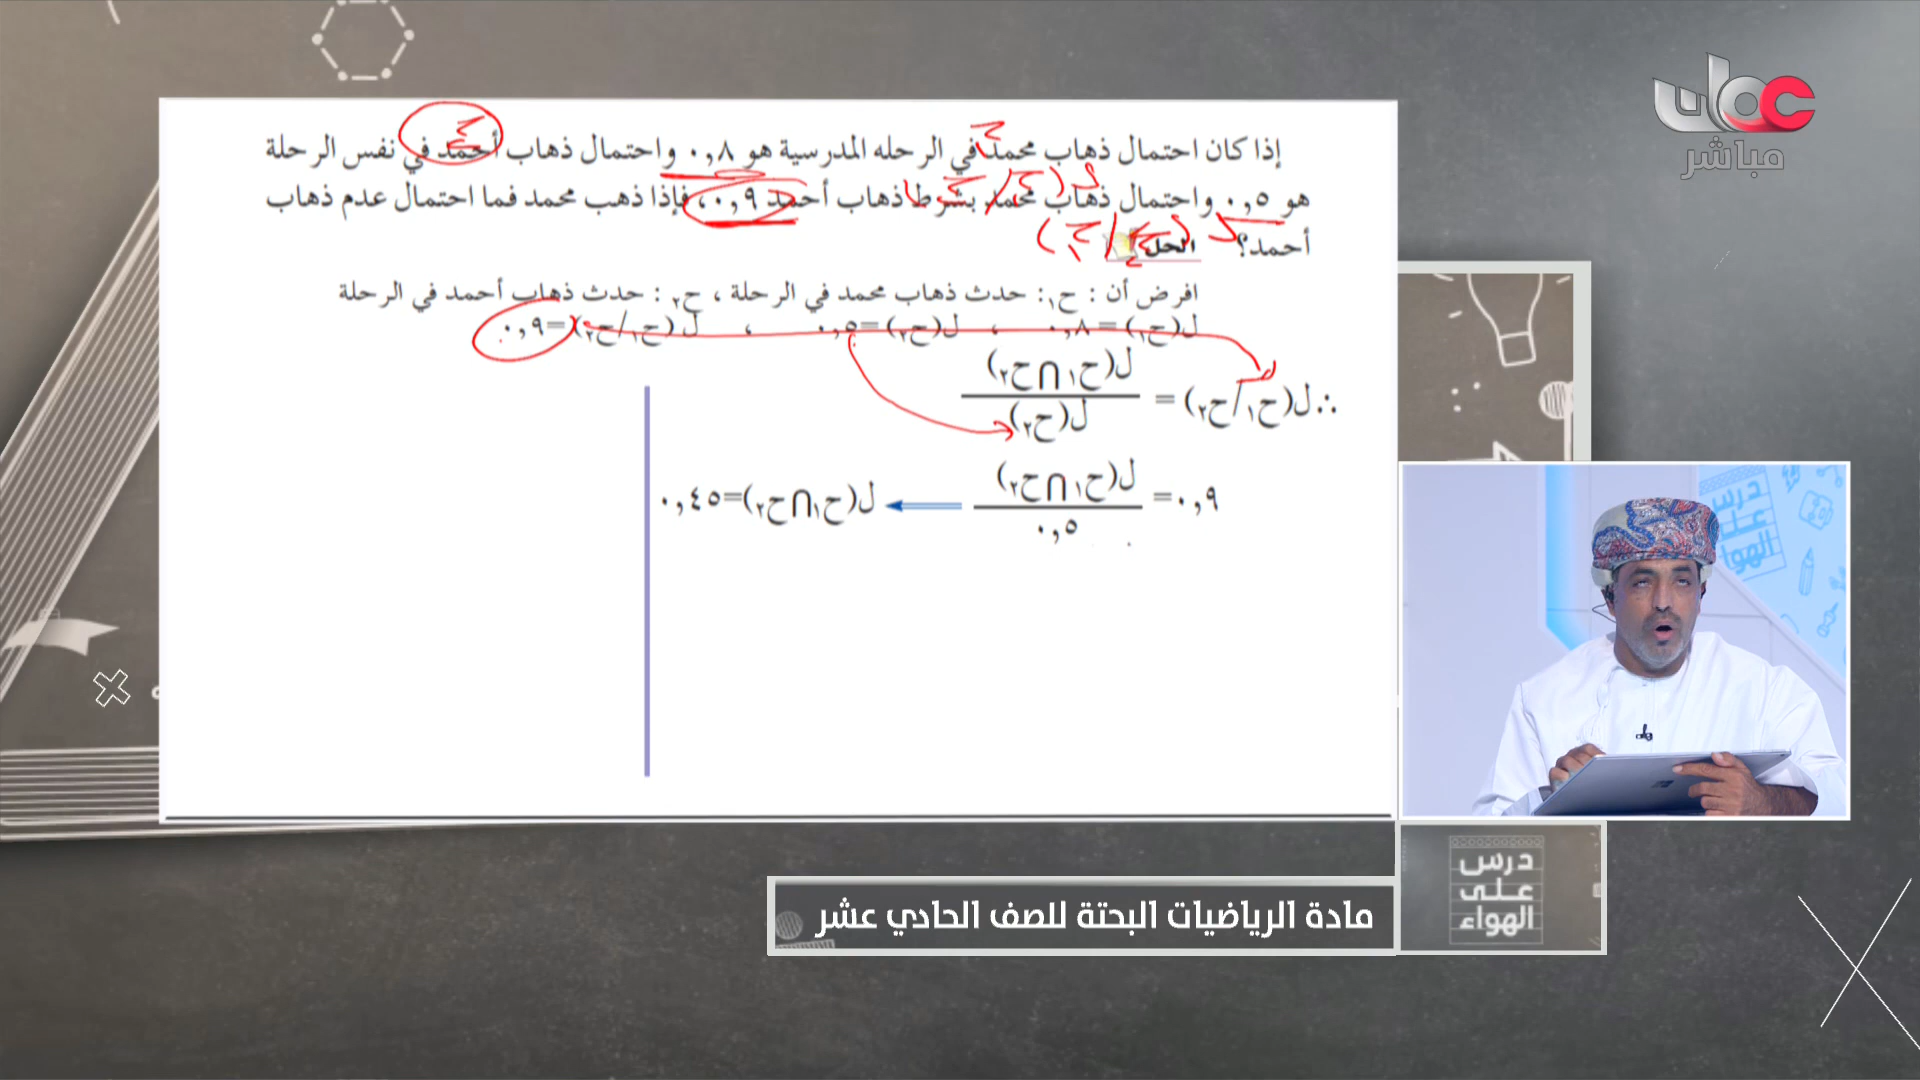 عمان
مباشر
إذا كان احتمال ذهاب محمد في الرحله المدرسية هو ٠,٨ واحتمال ذهاب أحمد في نفس الرحلة
هو ٠,٥ واحتمال ذهاب محمد بشرط ذهاب أحمد ٠,٩، فإذا ذهب محمد فما احتمال عدم ذهاب
أحمد؟
الحل
افرض أن : ح١: حدث ذهاب محمد في الرحلة ، ح٢ : حدث ذهاب أحمد في الرحلة
ل(ح١) = ٠,٨ ، ل(ح٢)=٠,٥ ، ل(ح١/ح٢)=٠,٩
∴ ل(ح١/ح٢) = ل(ح١∩ح٢) / ل(ح٢)
٠,٩= ل(ح١∩ح٢) / ٠,٥ ← ل(ح١∩ح٢)=٠,٤٥
درس
على
الهواء
درس
على
الهواء
مادة الرياضيات البحتة للصف الحادي عشر